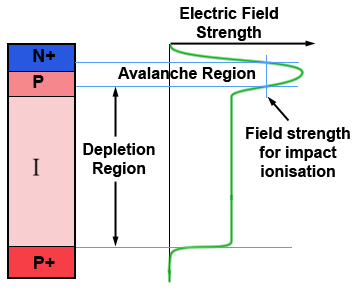 Electric Field
Strength
N+
Avalanche Region
P
Field strength
for impact
ionisation
Depletion
Region
I
P+